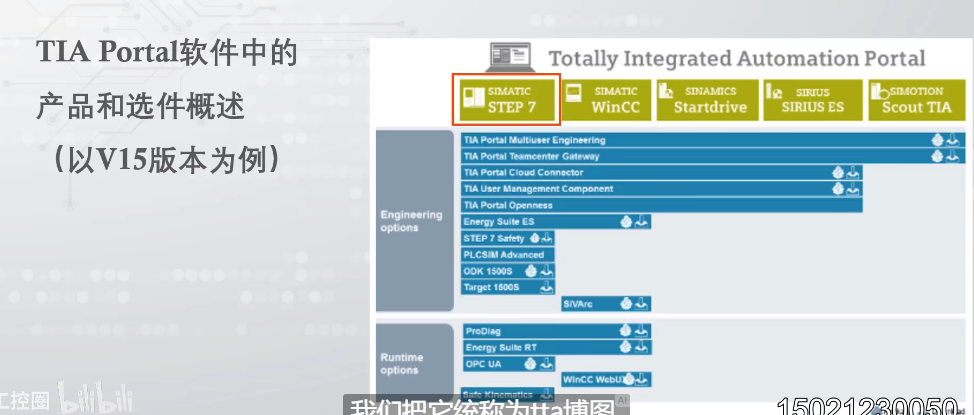 TIA Portal软件中的
产品和选件概述
（以V15版本为例）
Totally Integrated Automation Portal
SIMATIC
STEP 7
SIMATIC
WinCC
SINAMICS
Startdrive
SIRIUS
SIRIUS ES
SIMOTION
Scout TIA
Engineering
options
TIA Portal Multiuser Engineering
TIA Portal Teamcenter Gateway
TIA Portal Cloud Connector
TIA User Management Component
TIA Portal Openness
Energy Suite ES
STEP 7 Safety
PLCSIM Advanced
ODK 1500S
Target 1500S
SiVArc
Runtime
options
ProDiag
Energy Suite RT
OPC UA
WinCC WebUX
Safe Kinematics
工控圈
bilibili
我们把它统称为tta博图
AI
15021239050